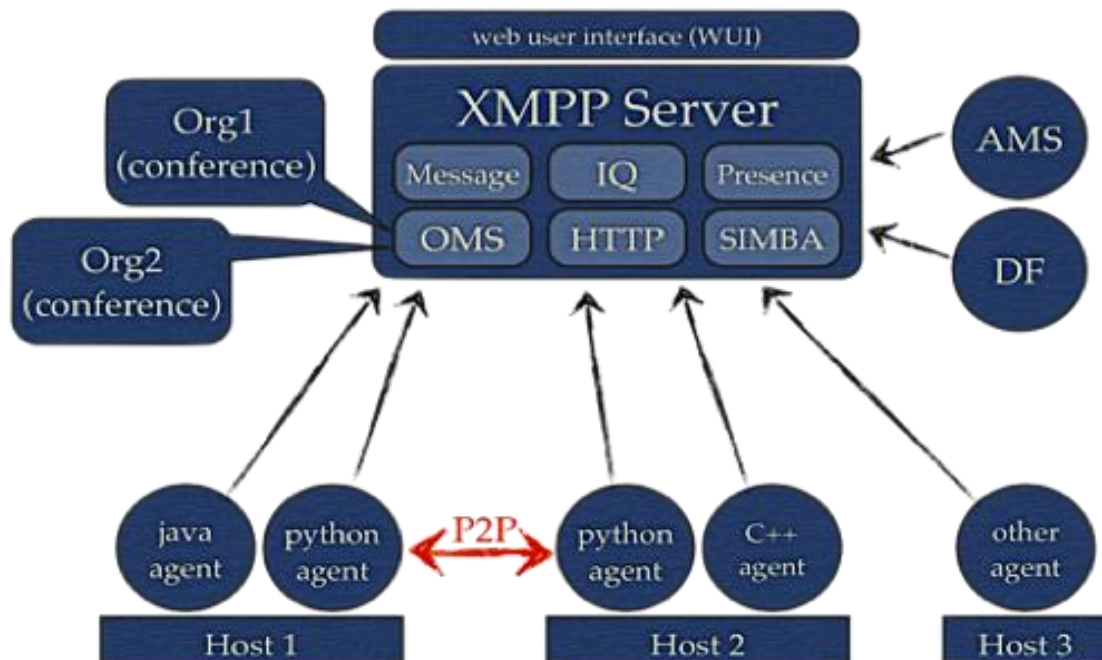 web user interface (WUI)
XMPP Server
Org1
(conference)
Message
IQ
Presence
AMS
OMS
HTTP
SIMBA
Org2
(conference)
DF
java
agent
python
agent
P2P
python
agent
C++
agent
other
agent
Host 1
Host 2
Host 3